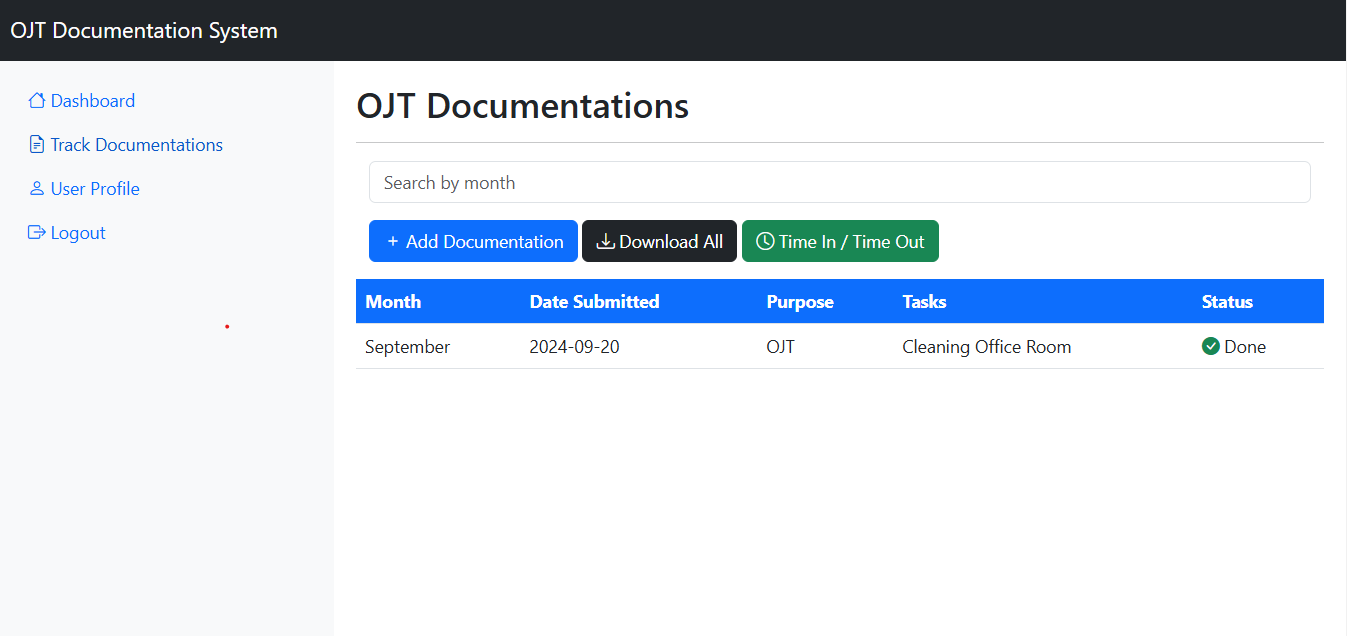 OJT Documentation System
Dashboard
Track Documentations
User Profile
Logout
OJT Documentations
Search by month
+ Add Documentation Download All Time In / Time Out
Month Date Submitted Purpose Tasks Status
September 2024-09-20 OJT Cleaning Office Room Done